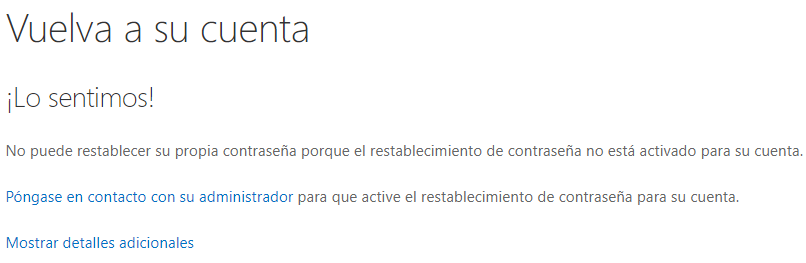 Vuelva a su cuenta
¡Lo sentimos!
No puede restablecer su propia contraseña porque el restablecimiento de contraseña no está activado para su cuenta.
Póngase en contacto con su administrador para que active el restablecimiento de contraseña para su cuenta.
Mostrar detalles adicionales